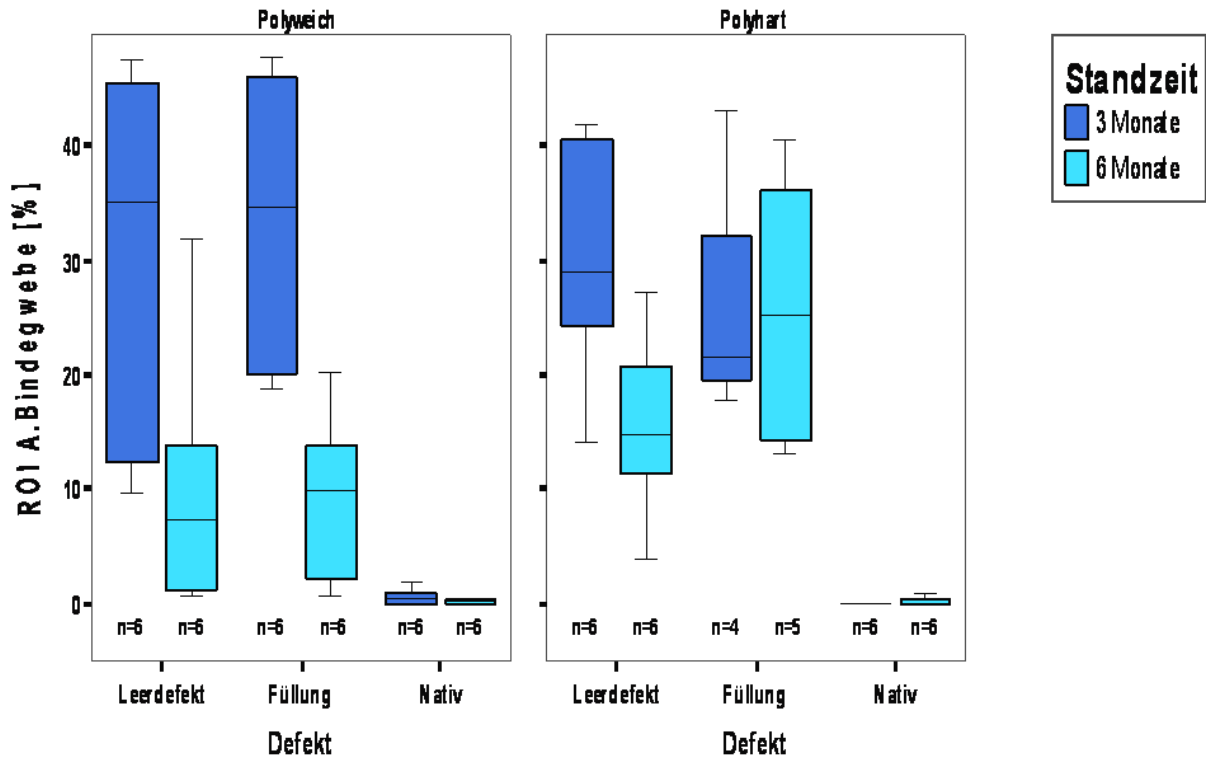 Polyweich
Polyhart
Standzeit
3 Monate
6 Monate
ROI A.Bindegwebe [%]
40
30
20
10
0
n=6 n=6 n=6 n=6 n=6 n=6
n=6 n=6 n=4 n=5 n=6 n=6
Leerdefekt Füllung Nativ
Leerdefekt Füllung Nativ
Defekt
Defekt